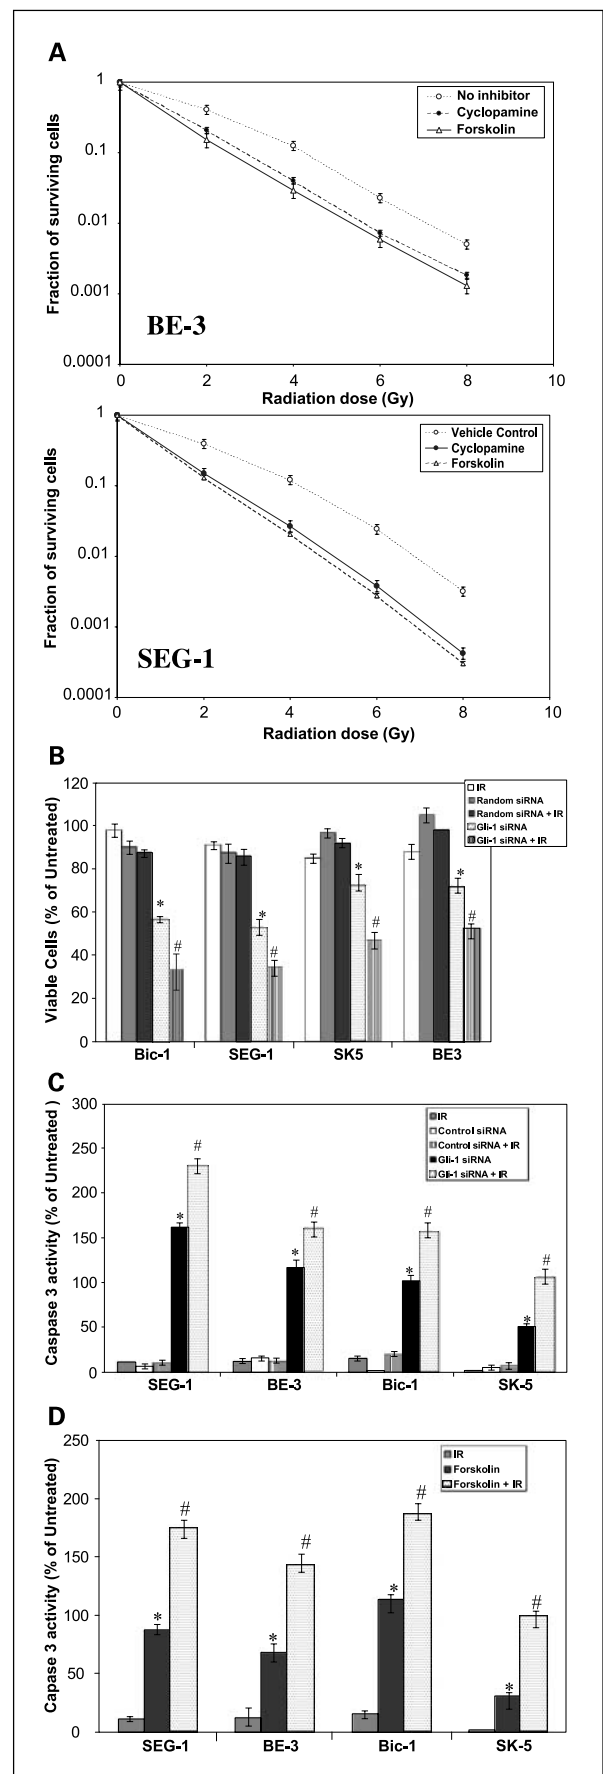 A
Fraction of surviving cells
1
0.1
0.01
0.001
0.0001
No inhibitor
Cyclopamine
Forskolin
BE-3
0 2 4 6 8 10
Radiation dose (Gy)
Fraction of surviving cells
1
0.1
0.01
0.001
0.0001
Vehicle Control
Cyclopamine
Forskolin
SEG-1
0 2 4 6 8 10
Radiation dose (Gy)
B
Viable Cells (% of Untreated)
120
100
80
60
40
20
0
IR
Random siRNA
Random siRNA + IR
Gli-1 siRNA
Gli-1 siRNA + IR
* # * # * # * #
Bic-1 SEG-1 SK5 BE3
C
Caspase 3 activity (% of Untreated )
300
250
200
150
100
50
0
IR
Control siRNA
Control siRNA + IR
Gli-1 siRNA
Gli-1 siRNA + IR
* # * # * # * #
SEG-1 BE-3 Bic-1 SK-5
D
Capase 3 activity (% of Untreated)
250
200
150
100
50
0
IR
Forskolin
Forskolin + IR
* # * # * # * #
SEG-1 BE-3 Bic-1 SK-5